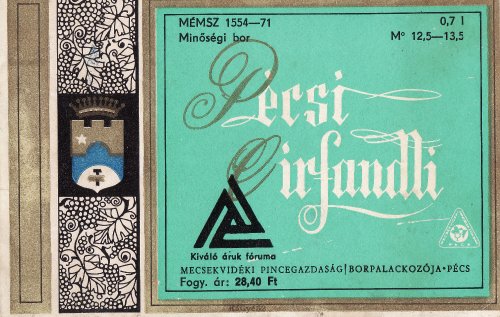 MÉMSZ 1554—71
0,7 l
Minőségi bor
M° 12,5—13,5
Pécsi
Cirfandli
Kiváló áruk fóruma
MECSEKVIDÉKI PINCEGAZDASÁG BORPALACKOZÓJA•PÉCS
Fogy. ár: 28,40 Ft